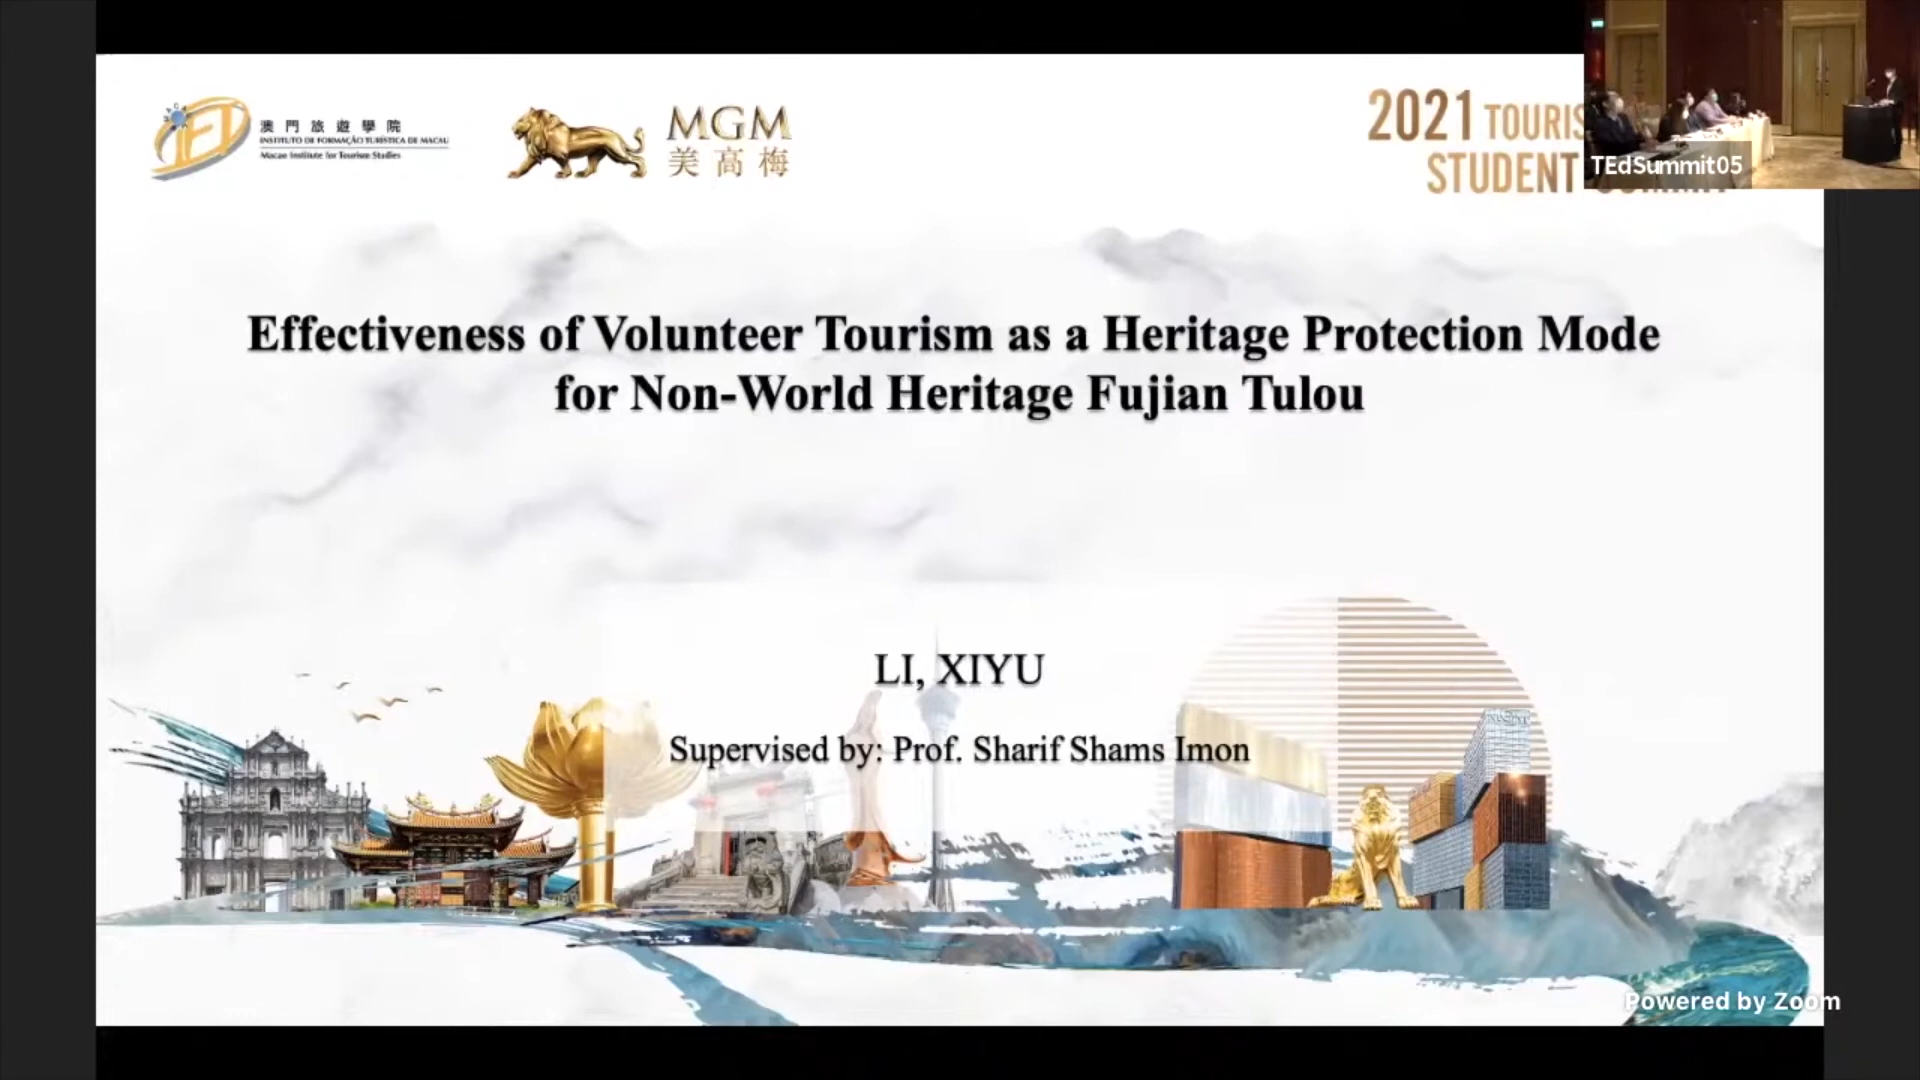 澳門旅遊學院
INSTITUTO DE FORMAÇÃO TURÍSTICA DE MACAU
Macao Institute for Tourism Studies
MGM
美高梅
2021 TOURIS
STUDENT
TEdSummit05
Effectiveness of Volunteer Tourism as a Heritage Protection Mode
for Non-World Heritage Fujian Tulou
LI, XIYU
Supervised by: Prof. Sharif Shams Imon
Powered by Zoom